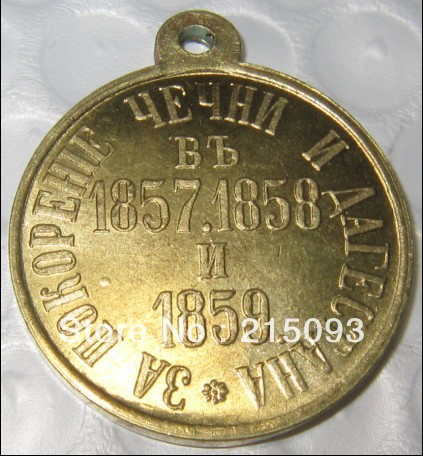 ЗА ПОКОРЕНІЕ ЧЕЧНИ И ДАГЕСТАНА *
ВЪ
1857.1858
И
1859
Store No: 215093